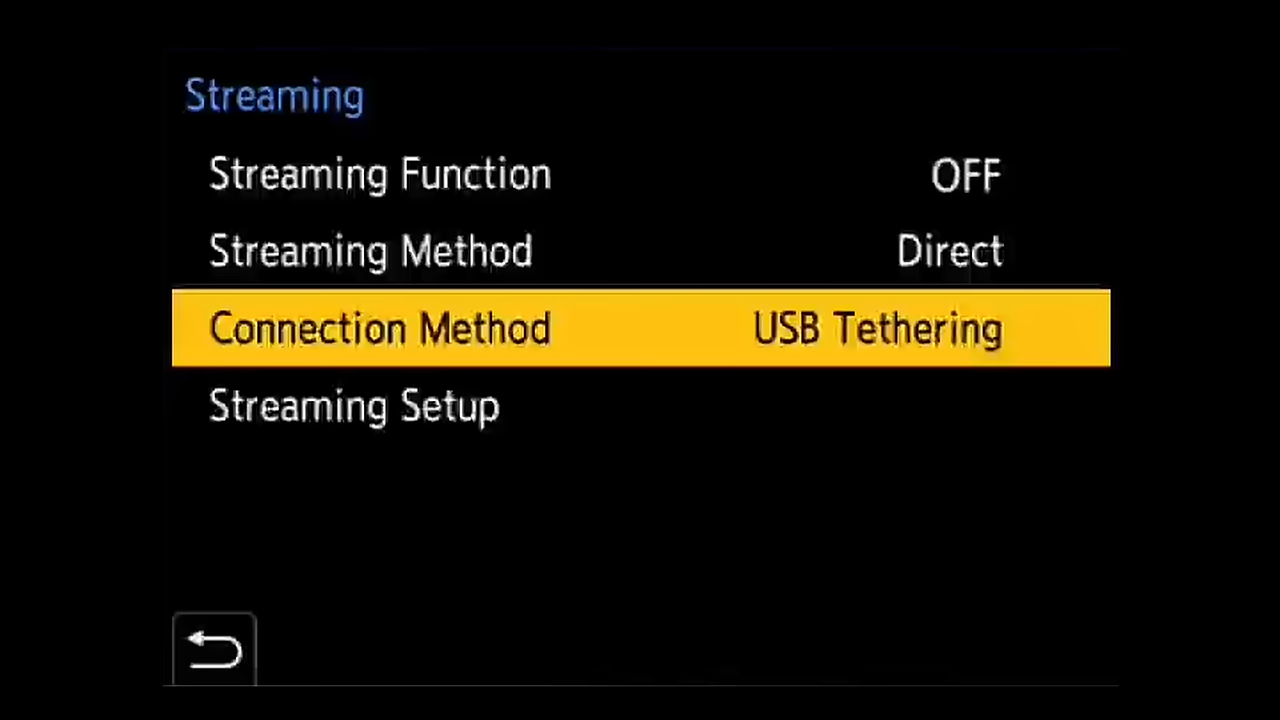 Streaming
Streaming Function OFF
Streaming Method Direct
Connection Method USB Tethering
Streaming Setup